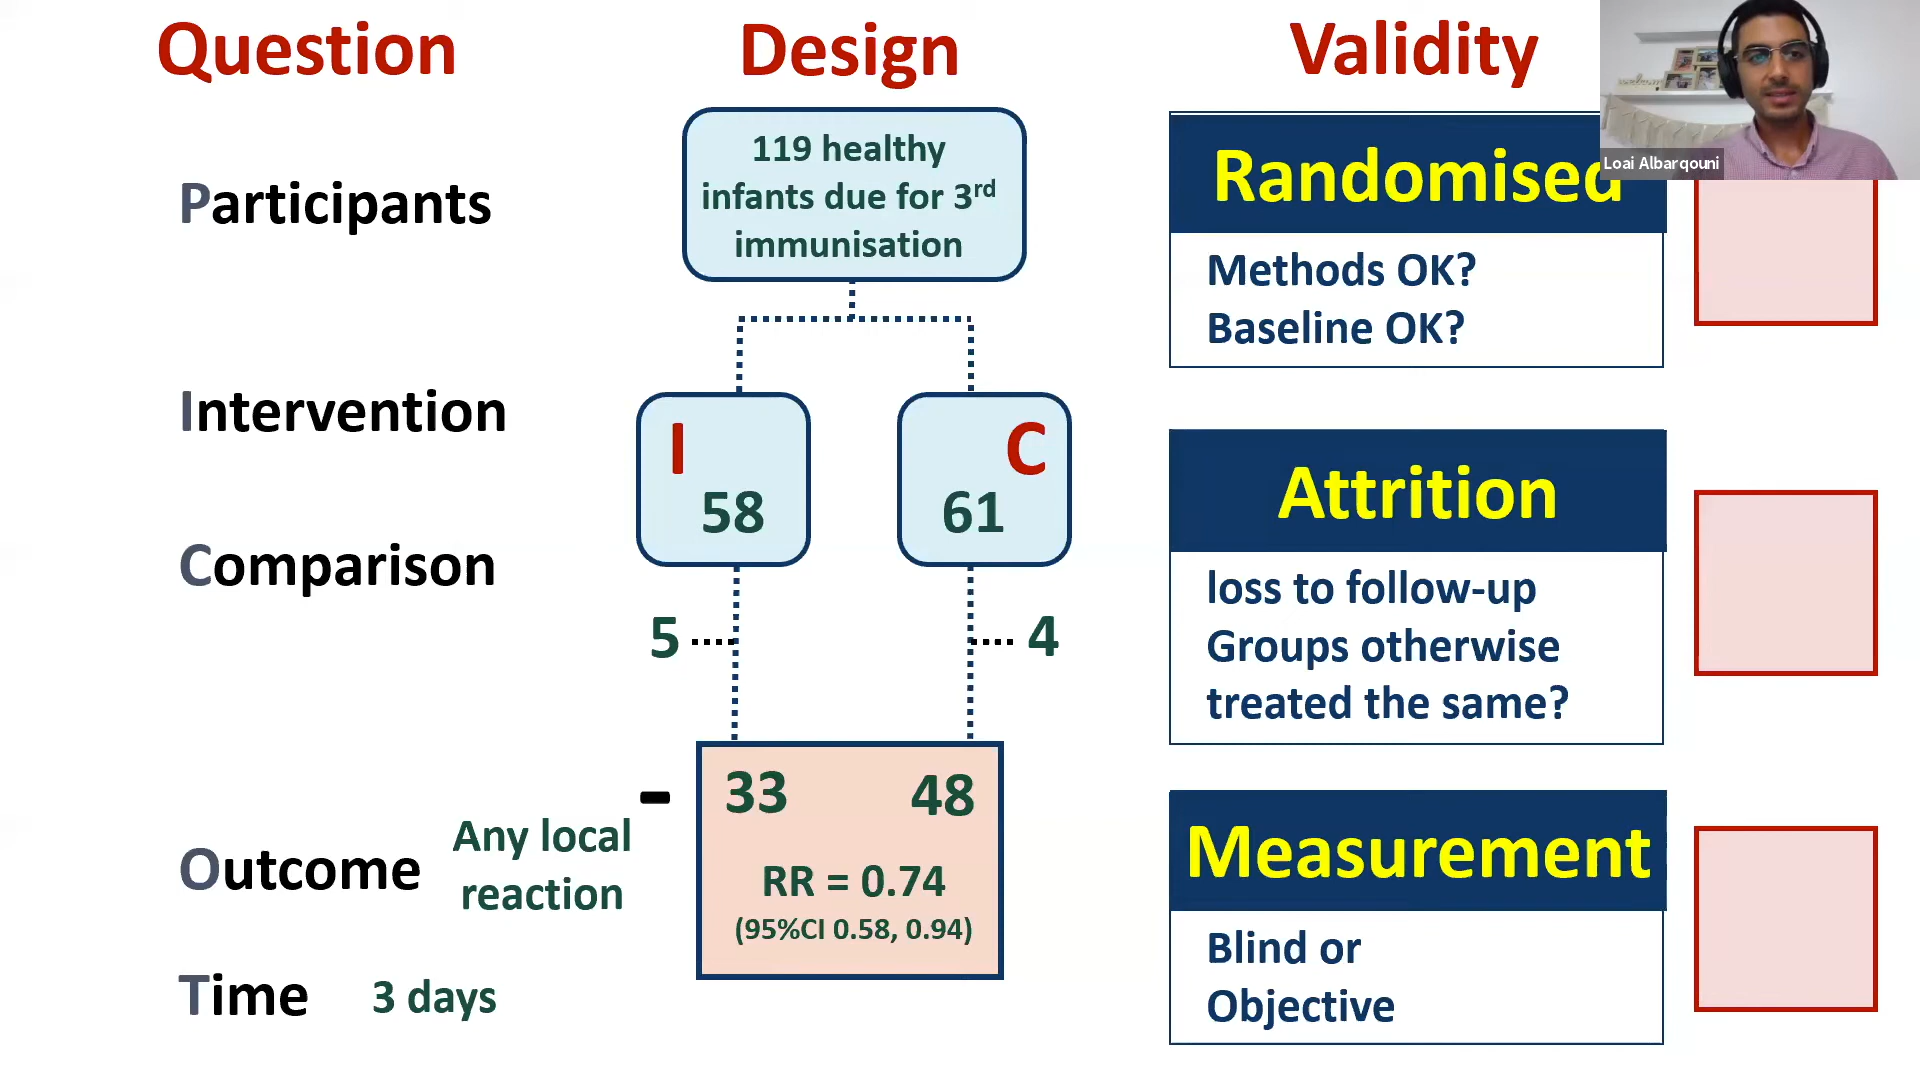 Question
Design
Validity
Participants
Intervention
Comparison
Outcome
Any local
reaction
Time
3 days
119 healthy
infants due for 3rd
immunisation
I
58
C
61
5
4
-
33
48
RR = 0.74
(95%CI 0.58, 0.94)
Randomised
Methods OK?
Baseline OK?
Attrition
loss to follow-up
Groups otherwise
treated the same?
Measurement
Blind or
Objective
Loai Albarqouni